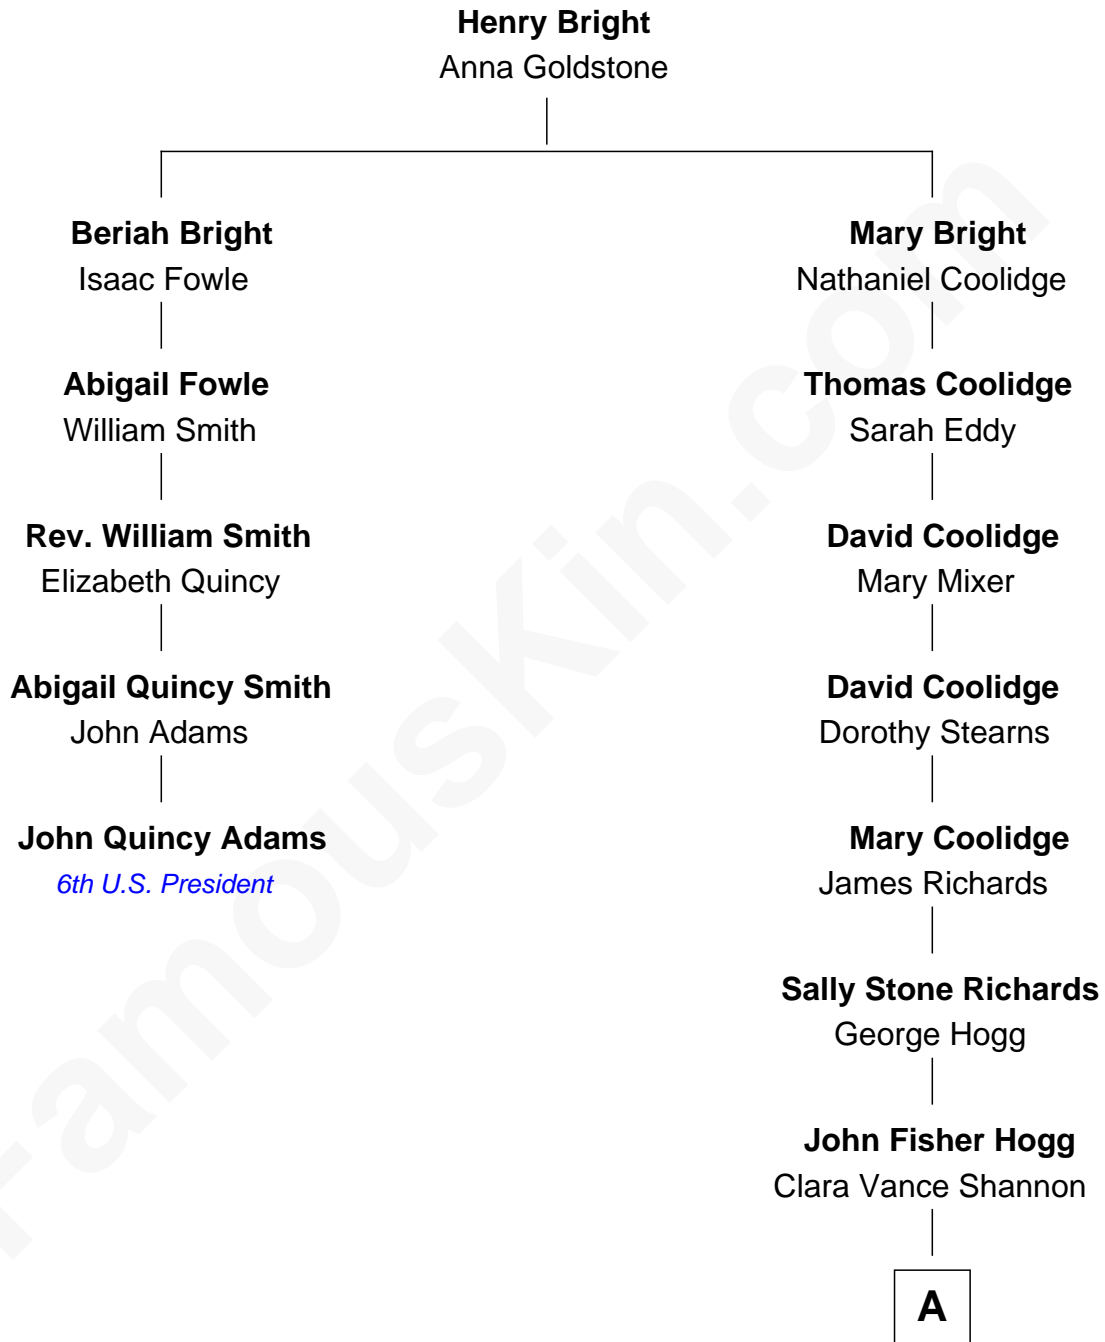 Henry Bright
Anna Goldstone
Beriah Bright
Isaac Fowle
Mary Bright
Nathaniel Coolidge
Abigail Fowle
William Smith
Thomas Coolidge
Sarah Eddy
Rev. William Smith
Elizabeth Quincy
David Coolidge
Mary Mixer
Abigail Quincy Smith
John Adams
David Coolidge
Dorothy Stearns
John Quincy Adams
6th U.S. President
Mary Coolidge
James Richards
Sally Stone Richards
George Hogg
John Fisher Hogg
Clara Vance Shannon
A
FamousKin.com